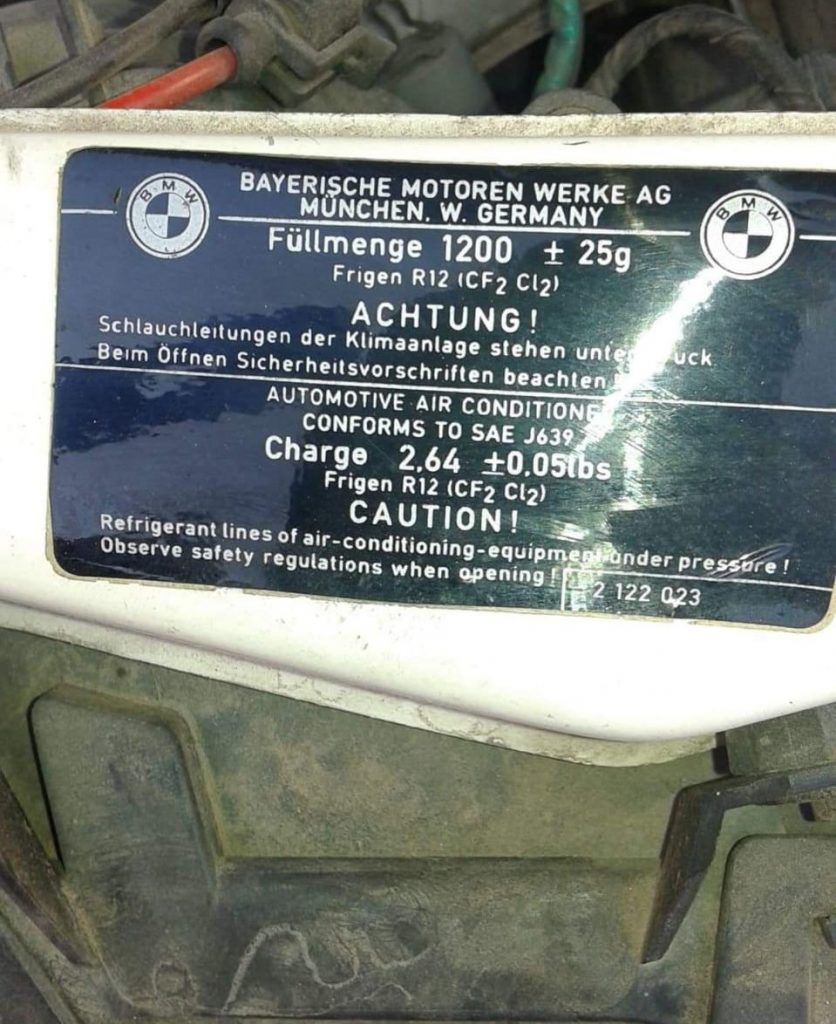 BMW
BMW
BAYERISCHE MOTOREN WERKE AG
MÜNCHEN. W. GERMANY
Füllmenge 1200 ± 25g
Frigen R12 (CF2 Cl2)
ACHTUNG!
Schlauchleitungen der Klimaanlage stehen
Beim Öffnen Sicherheitsvorschriften beachten
AUTOMOTIVE AIR
CONFORMS TO SAE J639
Charge 2,64 ±0,05lbs
Frigen R12 (CF2 Cl2)
CAUTION!
Refrigerant lines of air-conditioning-equipment under pressure!
Observe safety regulations when opening!
2 122 023